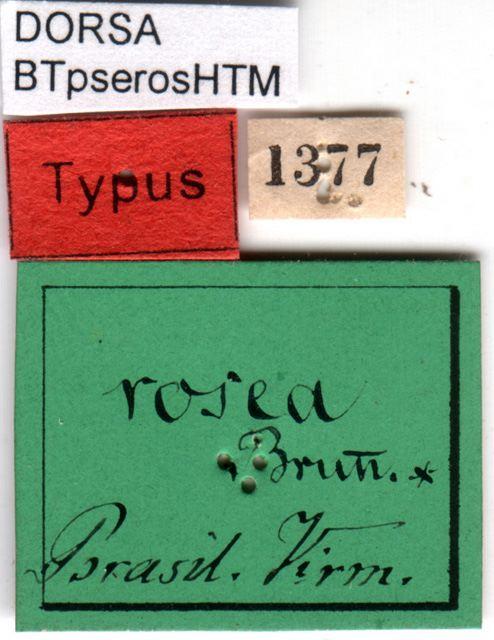 DORSA
BTpserosHTM
Typus
1377
rosea
Brun̄. *
Brasil. Virm.